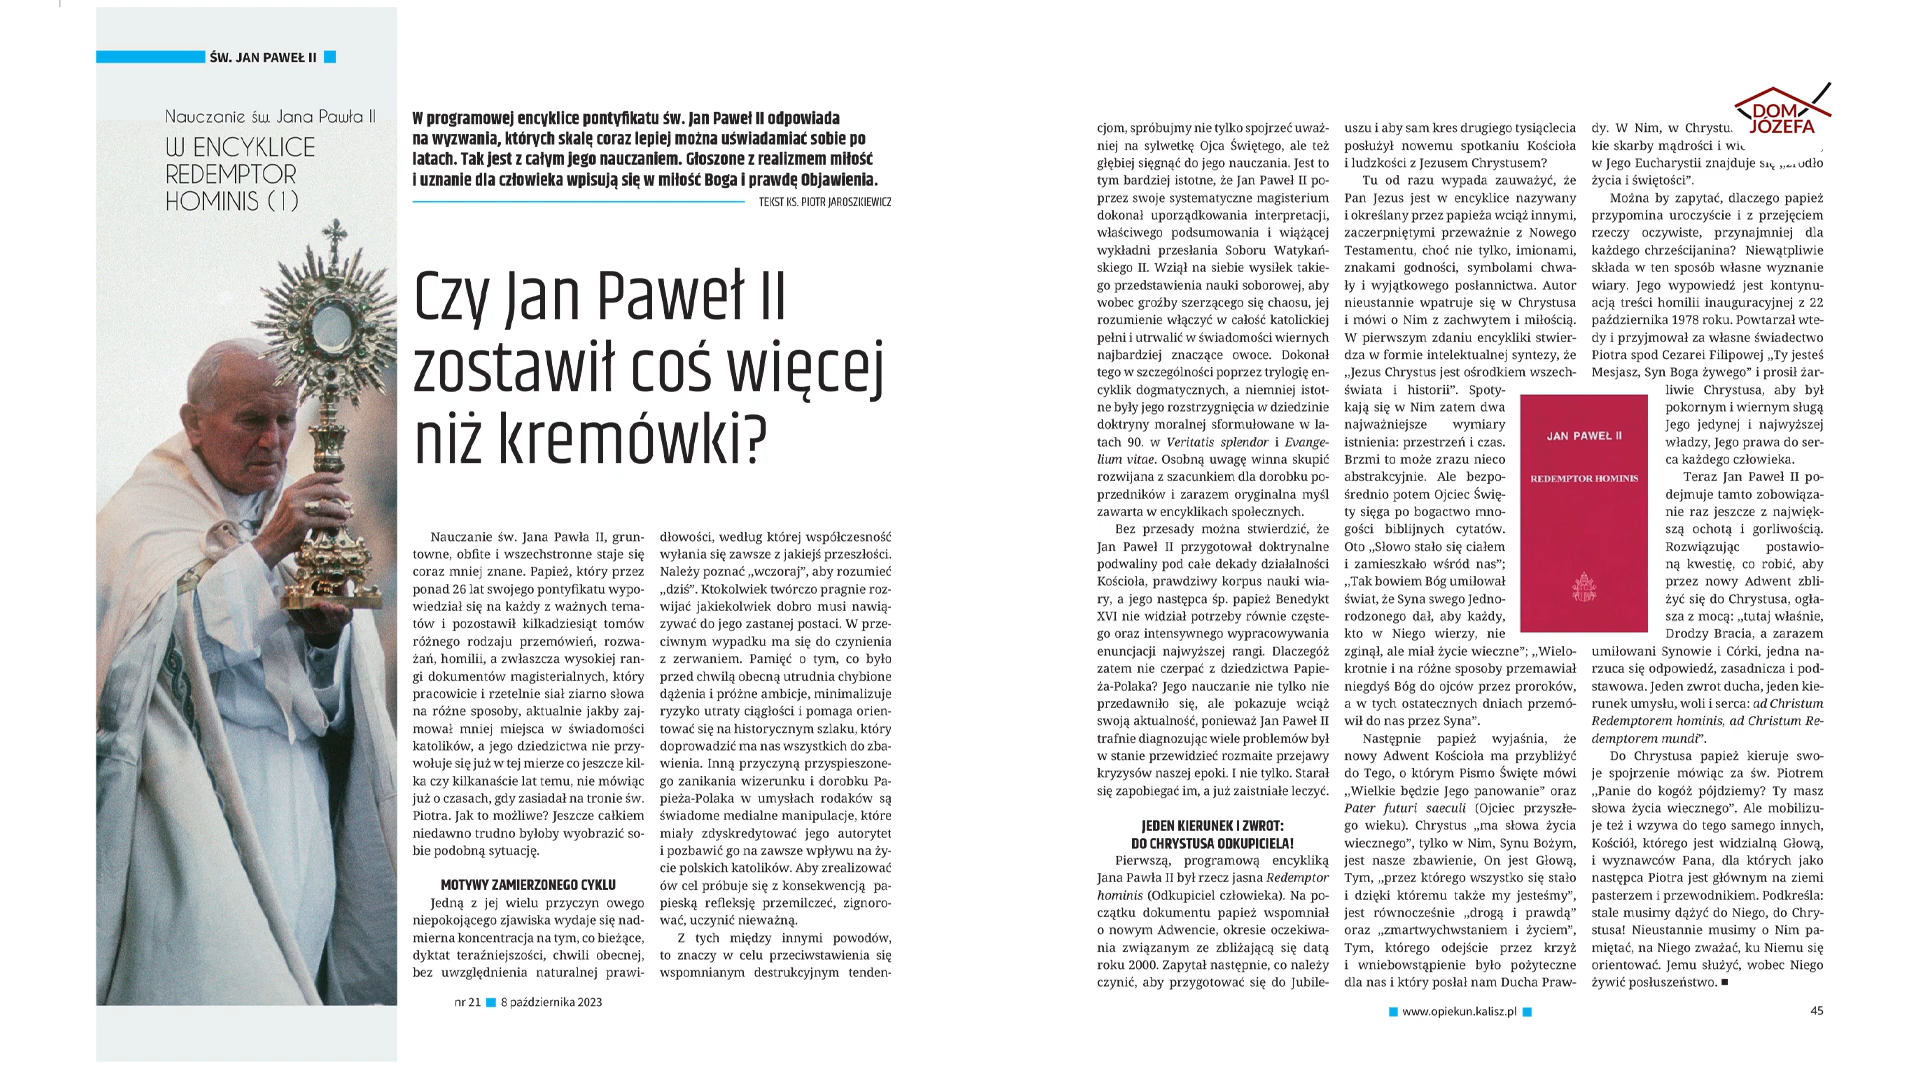 ŚW. JAN PAWEŁ II
Nauczanie św. Jana Pawła II
W ENCYKLICE
REDEMPTOR
HOMINIS (I)
W programowej encyklice pontyfikatu św. Jan Paweł II odpowiada
na wyzwania, których skalę coraz lepiej można uświadamiać sobie po
latach. Tak jest z całym jego nauczaniem. Głoszone z realizmem miłość
i uznanie dla człowieka wpisują się w miłość Boga i prawdę Objawienia.
TEKST KS. PIOTR JAROSZKIEWICZ
Czy Jan Paweł II
zostawił coś więcej
niż kremówki?
Nauczanie św. Jana Pawła II, grun-
towne, obfite i wszechstronne staje się
coraz mniej znane. Papież, który przez
ponad 26 lat swojego pontyfikatu wypo-
wiedział się na każdy z ważnych tema-
tów i pozostawił kilkadziesiąt tomów
różnego rodzaju przemówień, rozwa-
żań, homilii, a zwłaszcza wysokiej ran-
gi dokumentów magisterialnych, który
pracowicie i rzetelnie siał ziarno słowa
na różne sposoby, aktualnie jakby zaj-
mował mniej miejsca w świadomości
katolików, a jego dziedzictwa nie przy-
wołuje się już w tej mierze co jeszcze kil-
ka czy kilkanaście lat temu, nie mówiąc
już o czasach, gdy zasiadał na tronie św.
Piotra. Jak to możliwe? Jeszcze całkiem
niedawno trudno byłoby wyobrazić so-
bie podobną sytuację.
MOTYWY ZAMIERZONEGO CYKLU
Jedną z jej wielu przyczyn owego
niepokojącego zjawiska wydaje się nad-
mierna koncentracja na tym, co bieżące,
dyktat teraźniejszości, chwili obecnej,
bez uwzględnienia naturalnej prawi-
dłowości, według której współczesność
wyłania się zawsze z jakiejś przeszłości.
Należy poznać „wczoraj”, aby rozumieć
„dziś”. Ktokolwiek twórczo pragnie roz-
wijać jakiekolwiek dobro musi nawią-
zywać do jego zastanej postaci. W prze-
ciwnym wypadku ma się do czynienia
z zerwaniem. Pamięć o tym, co było
przed chwilą obecną utrudnia chybione
dążenia i próżne ambicje, minimalizuje
ryzyko utraty ciągłości i pomaga orien-
tować się na historycznym szlaku, który
doprowadzić ma nas wszystkich do zba-
wienia. Inną przyczyną przyspieszone-
go zanikania wizerunku i dorobku Pa-
pieża-Polaka w umysłach rodaków są
świadome medialne manipulacje, które
miały zdyskredytować jego autorytet
i pozbawić go na zawsze wpływu na ży-
cie polskich katolików. Aby zrealizować
ów cel próbuje się z konsekwencją pa-
pieską refleksję przemilczeć, zignoro-
wać, uczynić nieważną.
Z tych między innymi powodów,
to znaczy w celu przeciwstawienia się
wspomnianym destrukcyjnym tenden-
nr 21 8 października 2023
cjom, spróbujmy nie tylko spojrzeć uważ-
niej na sylwetkę Ojca Świętego, ale też
głębiej sięgnąć do jego nauczania. Jest to
tym bardziej istotne, że Jan Paweł II po-
przez swoje systematyczne magisterium
dokonał uporządkowania interpretacji,
właściwego podsumowania i wiążącej
wykładni przesłania Soboru Watykań-
skiego II. Wziął na siebie wysiłek takie-
go przedstawienia nauki soborowej, aby
wobec groźby szerzącego się chaosu, jej
rozumienie włączyć w całość katolickiej
pełni i utrwalić w świadomości wiernych
najbardziej znaczące owoce. Dokonał
tego w szczególności poprzez trylogię en-
cyklik dogmatycznych, a niemniej istot-
ne były jego rozstrzygnięcia w dziedzinie
doktryny moralnej sformułowane w la-
tach 90. w Veritatis splendor i Evange-
lium vitae. Osobną uwagę winna skupić
rozwijana z szacunkiem dla dorobku po-
przedników i zarazem oryginalna myśl
zawarta w encyklikach społecznych.
Bez przesady można stwierdzić, że
Jan Paweł II przygotował doktrynalne
podwaliny pod całe dekady działalności
Kościoła, prawdziwy korpus nauki wia-
ry, a jego następca śp. papież Benedykt
XVI nie widział potrzeby równie częste-
go oraz intensywnego wypracowywania
enuncjacji najwyższej rangi. Dlaczegóż
zatem nie czerpać z dziedzictwa Papie-
ża-Polaka? Jego nauczanie nie tylko nie
przedawniło się, ale pokazuje wciąż
swoją aktualność, ponieważ Jan Paweł II
trafnie diagnozując wiele problemów był
w stanie przewidzieć rozmaite przejawy
kryzysów naszej epoki. I nie tylko. Starał
się zapobiegać im, a już zaistniałe leczyć.
JEDEN KIERUNEK I ZWROT:
DO CHRYSTUSA ODKUPICIELA!
Pierwszą, programową encykliką
Jana Pawła II był rzecz jasna Redemptor
hominis (Odkupiciel człowieka). Na po-
czątku dokumentu papież wspomniał
o nowym Adwencie, okresie oczekiwa-
nia związanym ze zbliżającą się datą
roku 2000. Zapytał następnie, co należy
czynić, aby przygotować się do Jubile-
uszu i aby sam kres drugiego tysiąclecia
posłużył nowemu spotkaniu Kościoła
i ludzkości z Jezusem Chrystusem?
Tu od razu wypada zauważyć, że
Pan Jezus jest w encyklice nazywany
i określany przez papieża wciąż innymi,
zaczerpniętymi przeważnie z Nowego
Testamentu, choć nie tylko, imionami,
znakami godności, symbolami chwa-
ły i wyjątkowego posłannictwa. Autor
nieustannie wpatruje się w Chrystusa
i mówi o Nim z zachwytem i miłością.
W pierwszym zdaniu encykliki stwier-
dza w formie intelektualnej syntezy, że
„Jezus Chrystus jest ośrodkiem wszech-
świata i historii”. Spoty-
kają się w Nim zatem dwa
najważniejsze wymiary
istnienia: przestrzeń i czas.
Brzmi to może zrazu nieco
abstrakcyjnie. Ale bezpo-
średnio potem Ojciec Świę-
ty sięga po bogactwo mno-
gości biblijnych cytatów.
Oto „Słowo stało się ciałem
i zamieszkało wśród nas”;
„Tak bowiem Bóg umiłował
świat, że Syna swego Jedno-
rodzonego dał, aby każdy,
kto w Niego wierzy, nie
zginął, ale miał życie wieczne”; „Wielo-
krotnie i na różne sposoby przemawiał
niegdyś Bóg do ojców przez proroków,
a w tych ostatecznych dniach przemó-
wił do nas przez Syna”.
Następnie papież wyjaśnia, że
nowy Adwent Kościoła ma przybliżyć
do Tego, o którym Pismo Święte mówi
„Wielkie będzie Jego panowanie” oraz
Pater futuri saeculi (Ojciec przyszłe-
go wieku). Chrystus „ma słowa życia
wiecznego”, tylko w Nim, Synu Bożym,
jest nasze zbawienie, On jest Głową,
Tym, „przez którego wszystko się stało
i dzięki któremu także my jesteśmy”,
jest równocześnie „drogą i prawdą”
oraz „zmartwychwstaniem i życiem”,
Tym, którego odejście przez krzyż
i wniebowstąpienie było pożyteczne
dla nas i który posłał nam Ducha Praw-
dy. W Nim, w Chrystu
kie skarby mądrości i
w Jego Eucharystii znajduje się „źródło
życia i świętości”.
Można by zapytać, dlaczego papież
przypomina uroczyście i z przejęciem
rzeczy oczywiste, przynajmniej dla
każdego chrześcijanina? Niewątpliwie
składa w ten sposób własne wyznanie
wiary. Jego wypowiedź jest kontynu-
acją treści homilii inauguracyjnej z 22
października 1978 roku. Powtarzał wte-
dy i przyjmował za własne świadectwo
Piotra spod Cezarei Filipowej „Ty jesteś
Mesjasz, Syn Boga żywego” i prosił żar-
liwie Chrystusa, aby był
pokornym i wiernym sługą
Jego jedynej i najwyższej
władzy, Jego prawa do ser-
ca każdego człowieka.
Teraz Jan Paweł II po-
dejmuje tamto zobowiąza-
nie raz jeszcze z najwięk-
szą ochotą i gorliwością.
Rozwiązując postawio-
ną kwestię, co robić, aby
przez nowy Adwent zbli-
żyć się do Chrystusa, ogła-
sza z mocą: „tutaj właśnie,
Drodzy Bracia, a zarazem
umiłowani Synowie i Córki, jedna na-
rzuca się odpowiedź, zasadnicza i pod-
stawowa. Jeden zwrot ducha, jeden kie-
runek umysłu, woli i serca: ad Christum
Redemptorem hominis, ad Christum Re-
demptorem mundi”.
Do Chrystusa papież kieruje swo-
je spojrzenie mówiąc za św. Piotrem
„Panie do kogóż pójdziemy? Ty masz
słowa życia wiecznego”. Ale mobilizu-
je też i wzywa do tego samego innych,
Kościół, którego jest widzialną Głową,
i wyznawców Pana, dla których jako
następca Piotra jest głównym na ziemi
pasterzem i przewodnikiem. Podkreśla:
stale musimy dążyć do Niego, do Chry-
stusa! Nieustannie musimy o Nim pa-
miętać, na Niego zważać, ku Niemu się
orientować. Jemu służyć, wobec Niego
żywić posłuszeństwo.
JAN PAWEŁ II
REDEMPTOR HOMINIS
DOM
JÓZEFA
www.opiekun.kalisz.pl
45